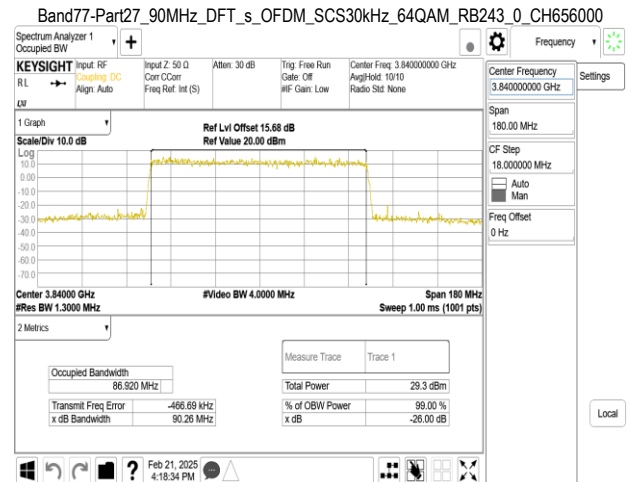 Band77-Part27_90MHz_DFT_s_OFDM_SCS30kHz_64QAM_RB243_0_CH656000
Spectrum Analyzer 1
Occupied BW
Frequency
KEYSIGHT
Input: RF
Coupling: DC
Align: Auto
Input Z: 50 Ω
Corr CCorr
Freq Ref: Int (S)
Atten: 30 dB
Trig: Free Run
Gate: Off
#IF Gain: Low
Center Freq: 3.840000000 GHz
Avg|Hold: 10/10
Radio Std: None
RL
LXI
Center Frequency
3.840000000 GHz
Settings
Span
180.00 MHz
CF Step
18.000000 MHz
Auto
Man
Freq Offset
0 Hz
Local
1 Graph
Scale/Div 10.0 dB
Ref Lvl Offset 15.68 dB
Ref Value 20.00 dBm
Log
10.0
0.00
-10.0
-20.0
-30.0
-40.0
-50.0
-60.0
-70.0
Center 3.84000 GHz
#Res BW 1.3000 MHz
#Video BW 4.0000 MHz
Span 180 MHz
Sweep 1.00 ms (1001 pts)
2 Metrics
Measure Trace Trace 1
Occupied Bandwidth
86.920 MHz
Total Power 29.3 dBm
Transmit Freq Error -466.69 kHz
% of OBW Power 99.00 %
x dB Bandwidth 90.26 MHz
x dB -26.00 dB
Feb 21, 2025
4:18:34 PM